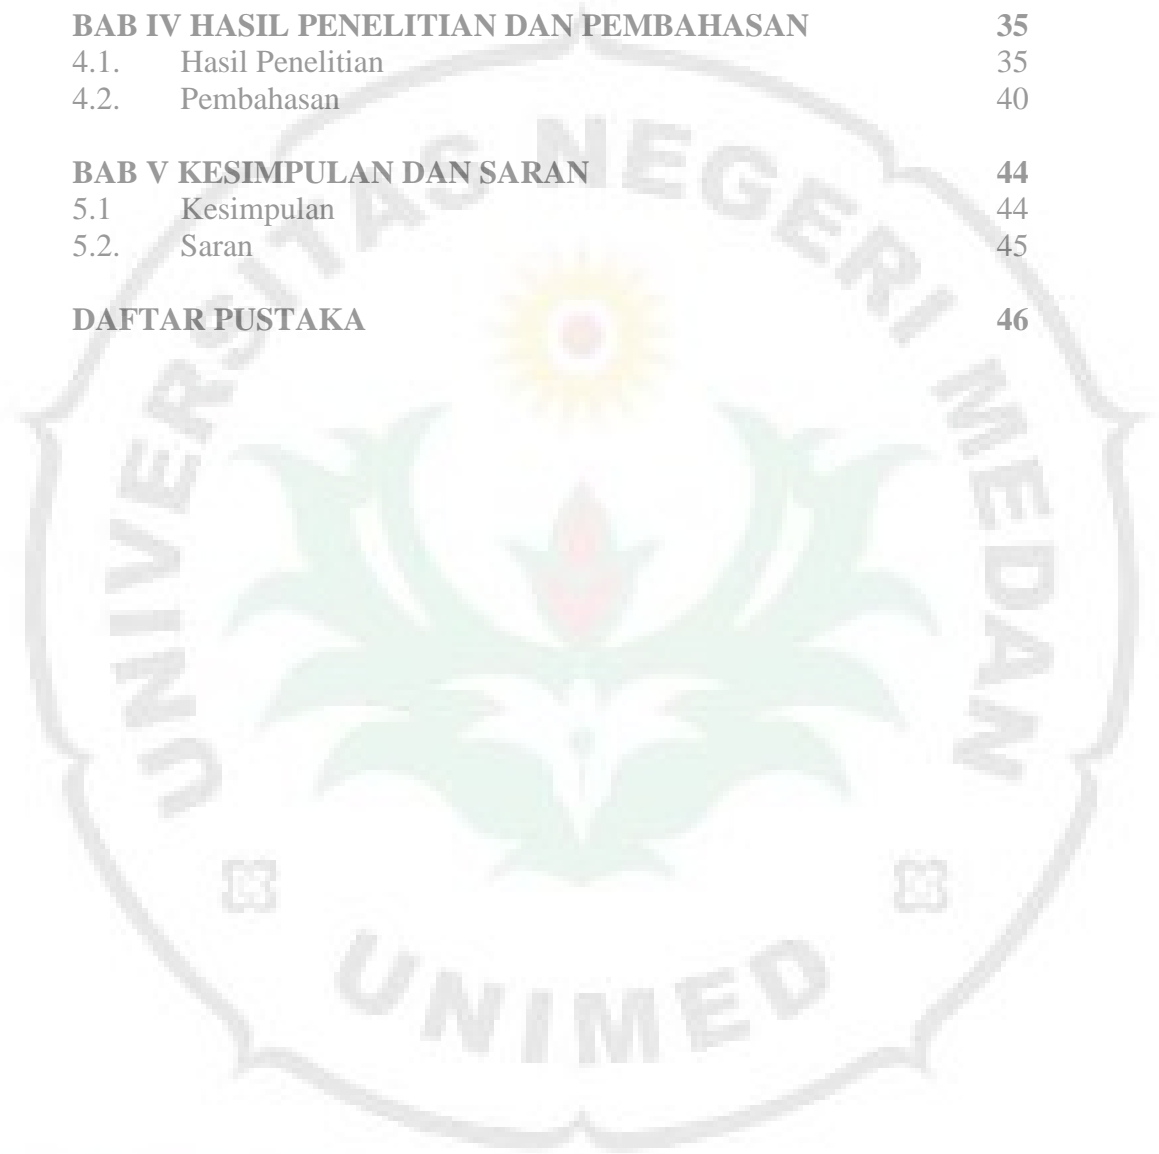 BAB IV HASIL PENELITIAN DAN PEMBAHASAN 35
4.1. Hasil Penelitian 35
4.2. Pembahasan 40
BAB V KESIMPULAN DAN SARAN 44
5.1 Kesimpulan 44
5.2. Saran 45
DAFTAR PUSTAKA 46
UNIVERSITAS NEGERI MEDAN
UNIMED